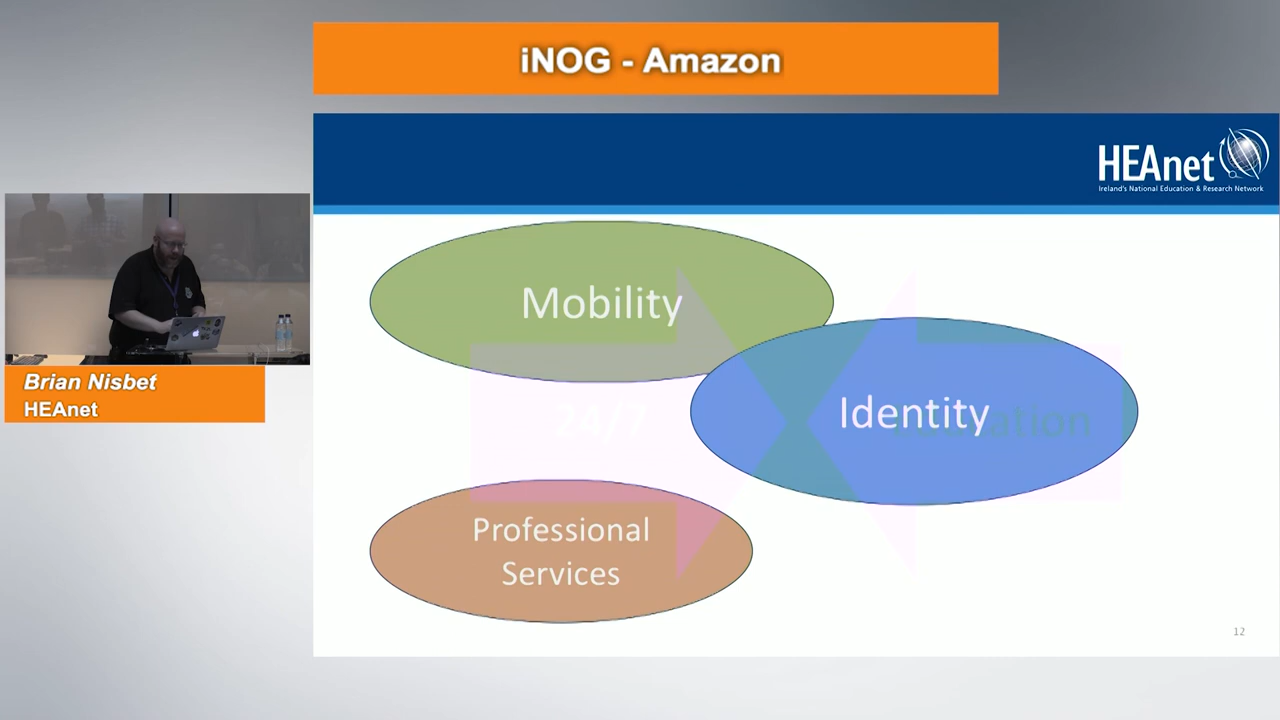 iNOG - Amazon
HEAnet
Ireland's National Education & Research Network
Brian Nisbet
HEAnet
Mobility
24/7
Identity
Professional
Services
12